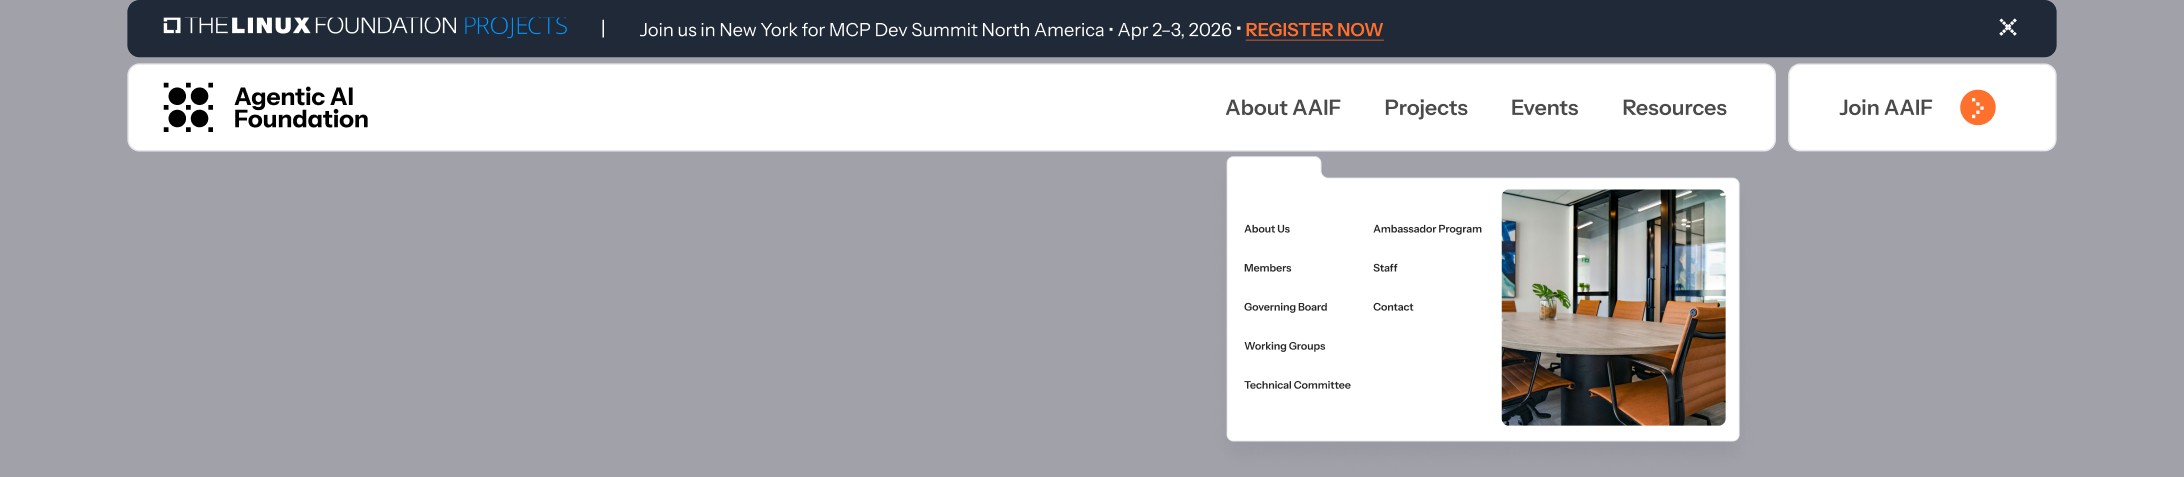 THE LINUX FOUNDATION PROJECTS | Join us in New York for MCP Dev Summit North America • Apr 2–3, 2026 • REGISTER NOW
Agentic AI
Foundation
About AAIF Projects Events Resources Join AAIF
About Us
Members
Governing Board
Working Groups
Technical Committee
Ambassador Program
Staff
Contact